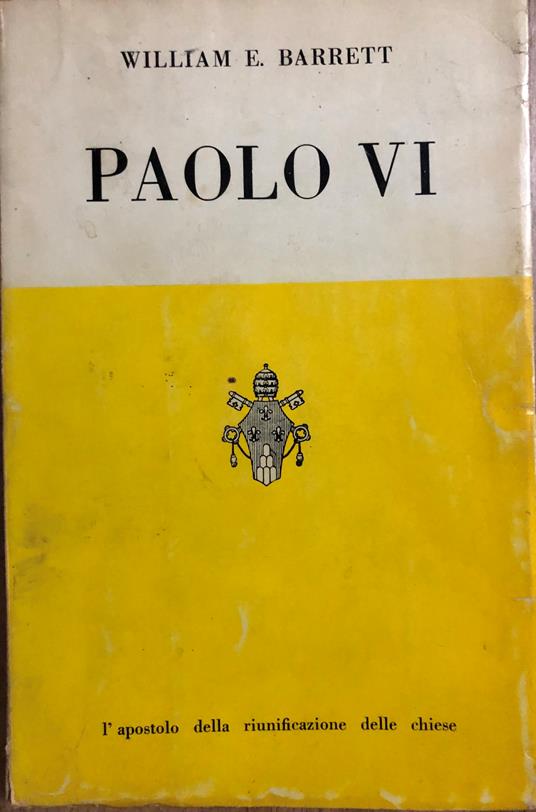 WILLIAM E. BARRETT
PAOLO VI
l'apostolo della riunificazione delle chiese